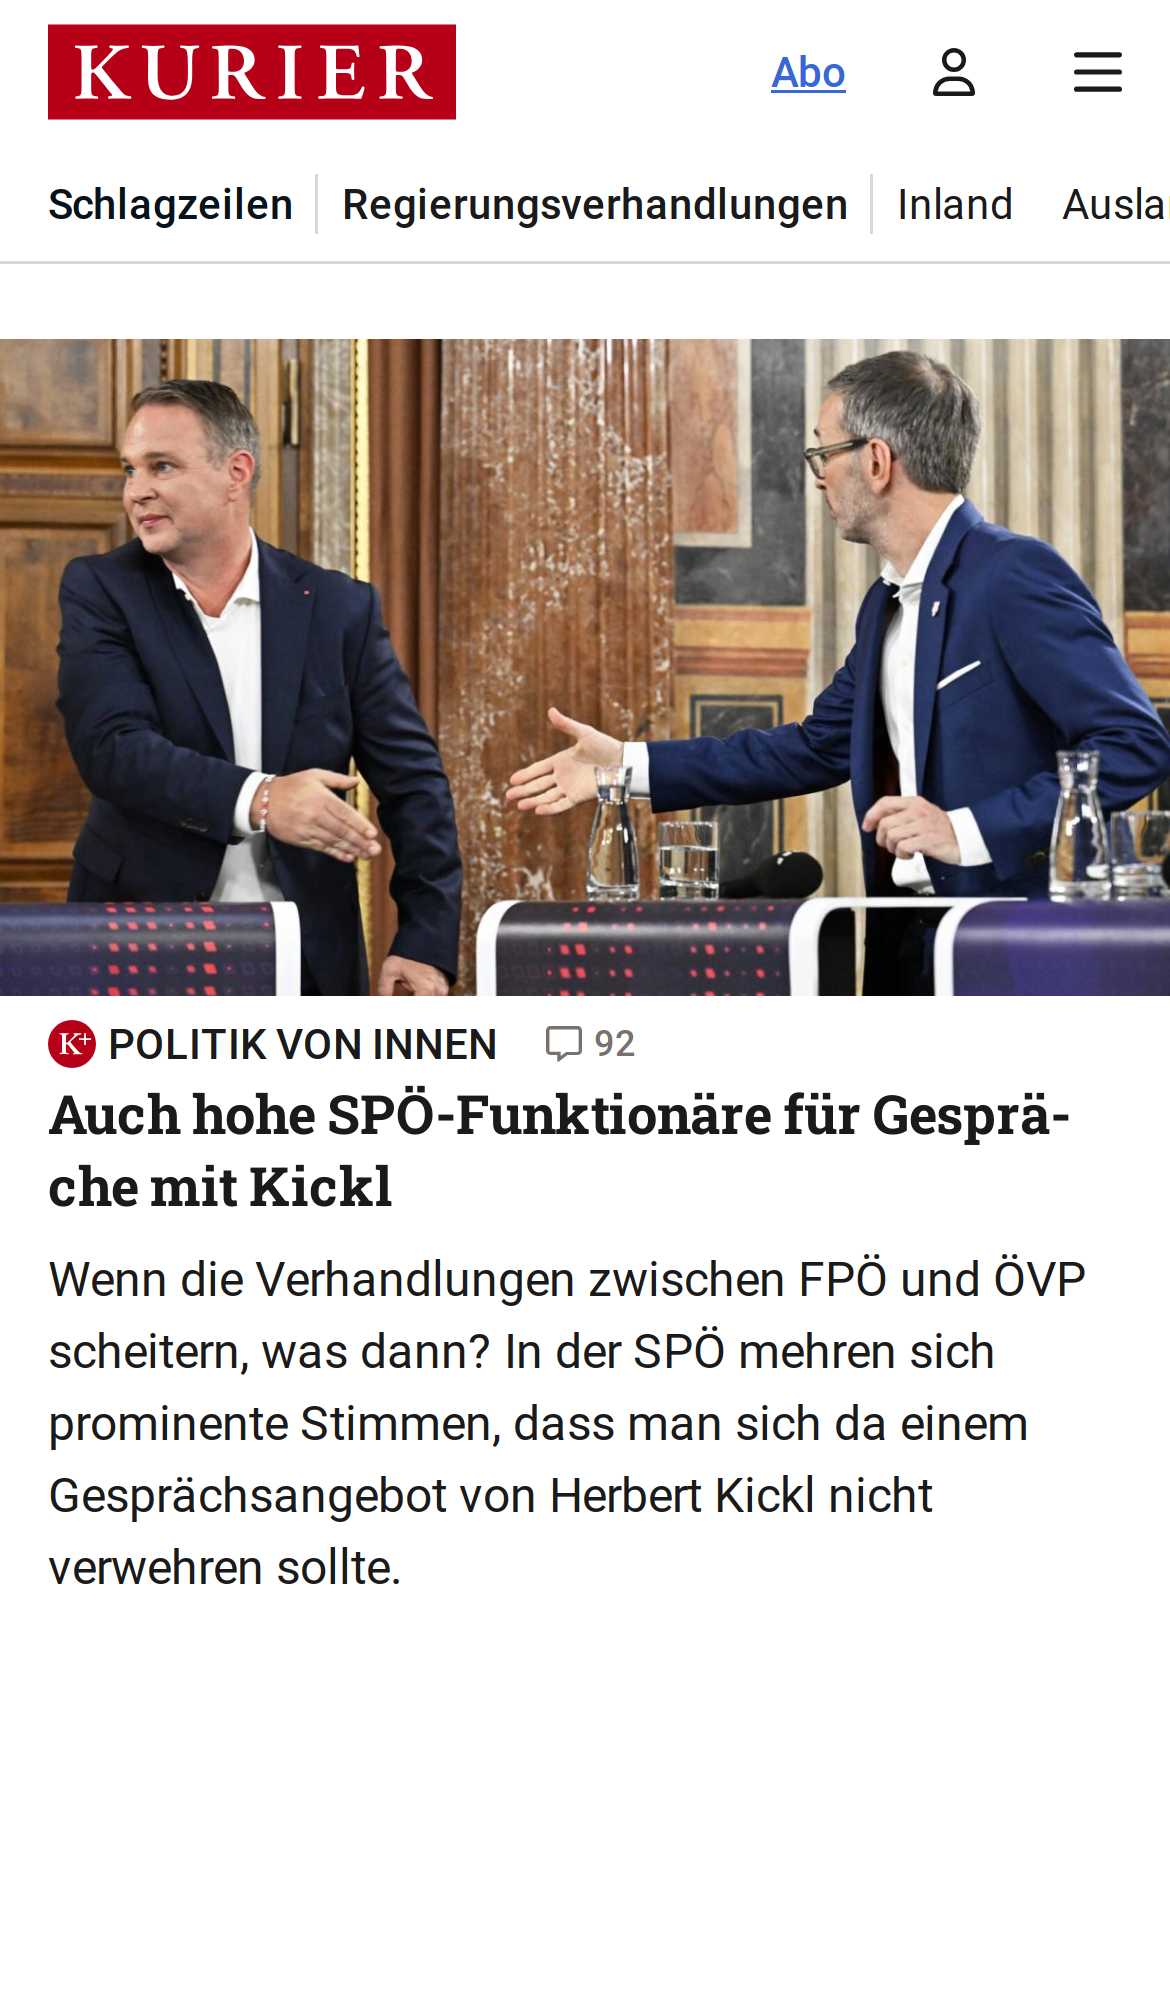 KURIER
Abo
Schlagzeilen
Regierungsverhandlungen
Inland
K+ POLITIK VON INNEN
92
Auch hohe SPÖ-Funktionäre für Gesprä-
che mit Kickl
Wenn die Verhandlungen zwischen FPÖ und ÖVP
scheitern, was dann? In der SPÖ mehren sich
prominente Stimmen, dass man sich da einem
Gesprächsangebot von Herbert Kickl nicht
verwehren sollte.